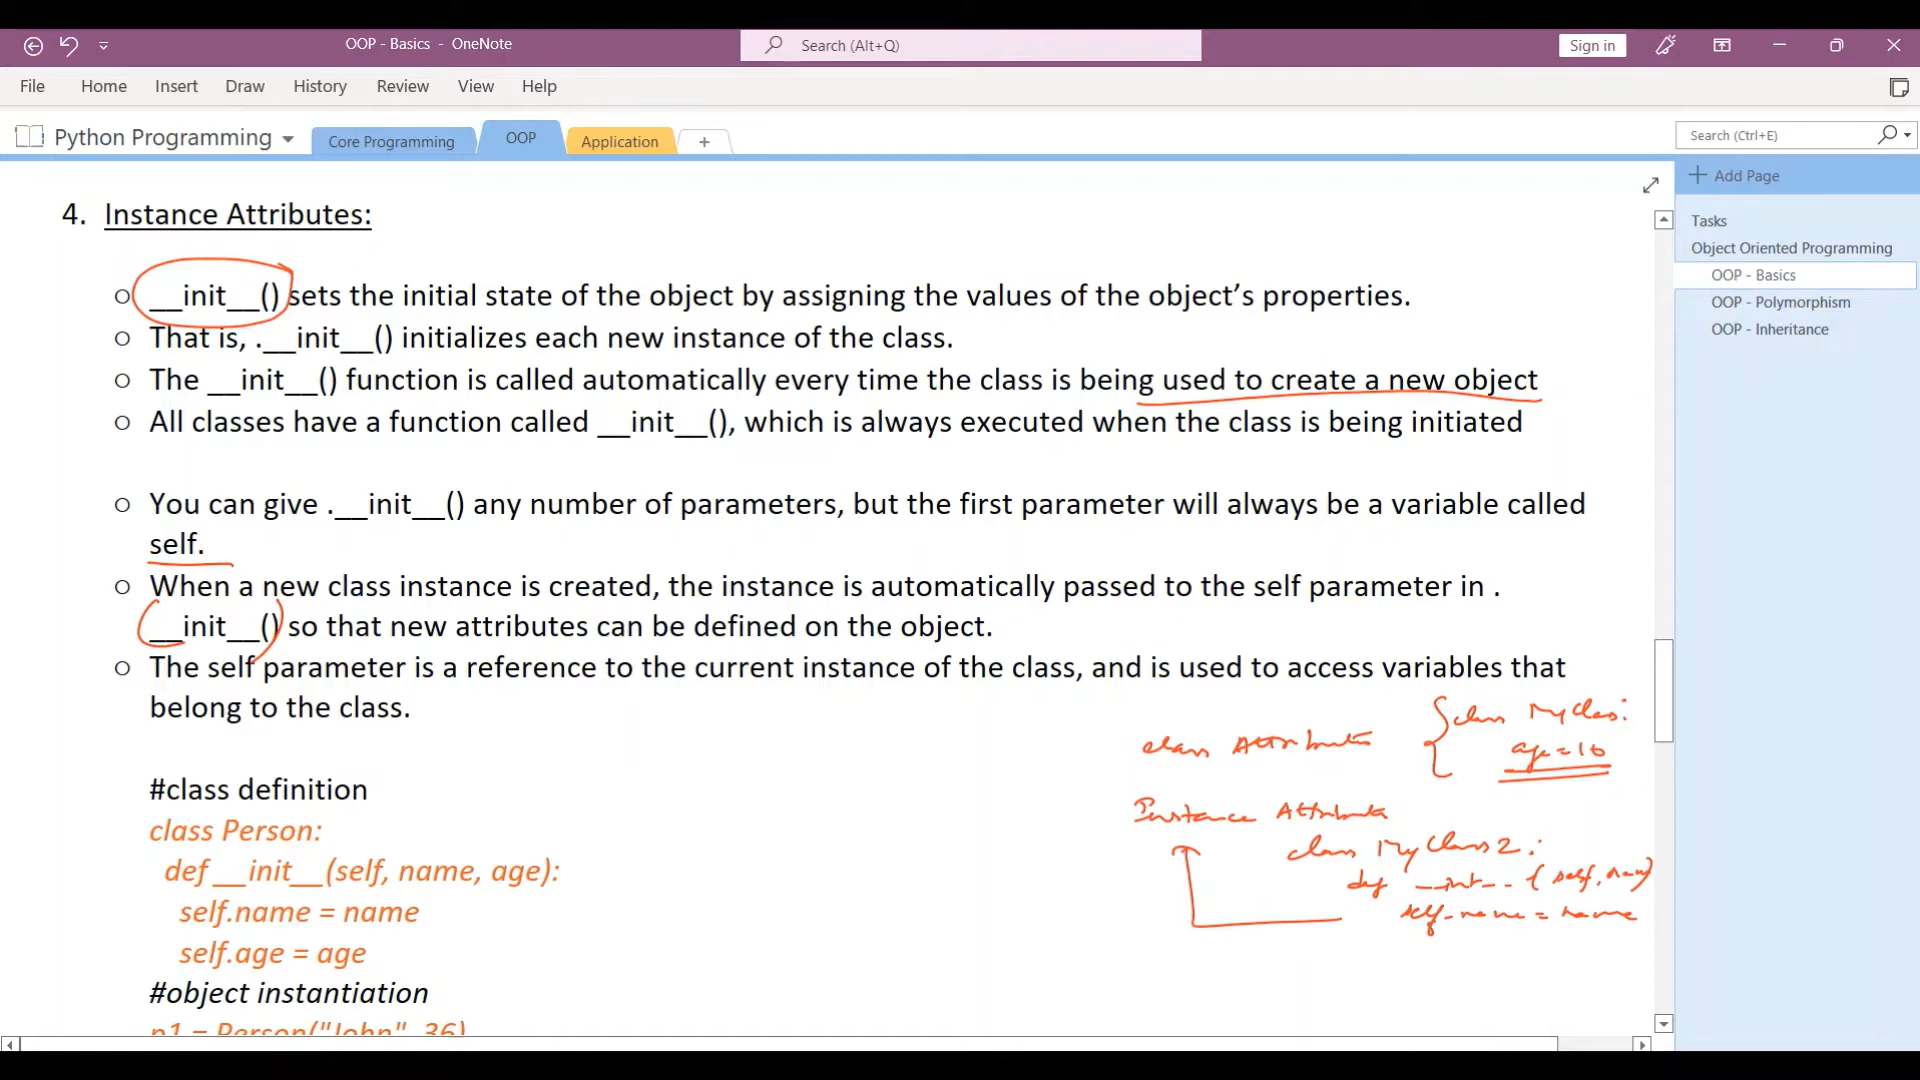 OOP - Basics - OneNote
Search (Alt+Q)
Sign in
File Home Insert Draw History Review View Help
Python Programming Core Programming OOP Application +
Search (Ctrl+E)
Add Page
Tasks
Object Oriented Programming
OOP - Basics
OOP - Polymorphism
OOP - Inheritance
4. Instance Attributes:
o __init__() sets the initial state of the object by assigning the values of the object's properties.
o That is, .__init__() initializes each new instance of the class.
o The __init__() function is called automatically every time the class is being used to create a new object
o All classes have a function called __init__(), which is always executed when the class is being initiated
o You can give .__init__() any number of parameters, but the first parameter will always be a variable called
self.
o When a new class instance is created, the instance is automatically passed to the self parameter in .
__init__() so that new attributes can be defined on the object.
o The self parameter is a reference to the current instance of the class, and is used to access variables that
belong to the class.
class Attributes
class MyClass:
age = 10
Instance Attributes
class MyClass2:
def __init__(self, name)
self.name = name
#class definition
class Person:
def __init__(self, name, age):
self.name = name
self.age = age
#object instantiation
p1 = Person("John", 36)